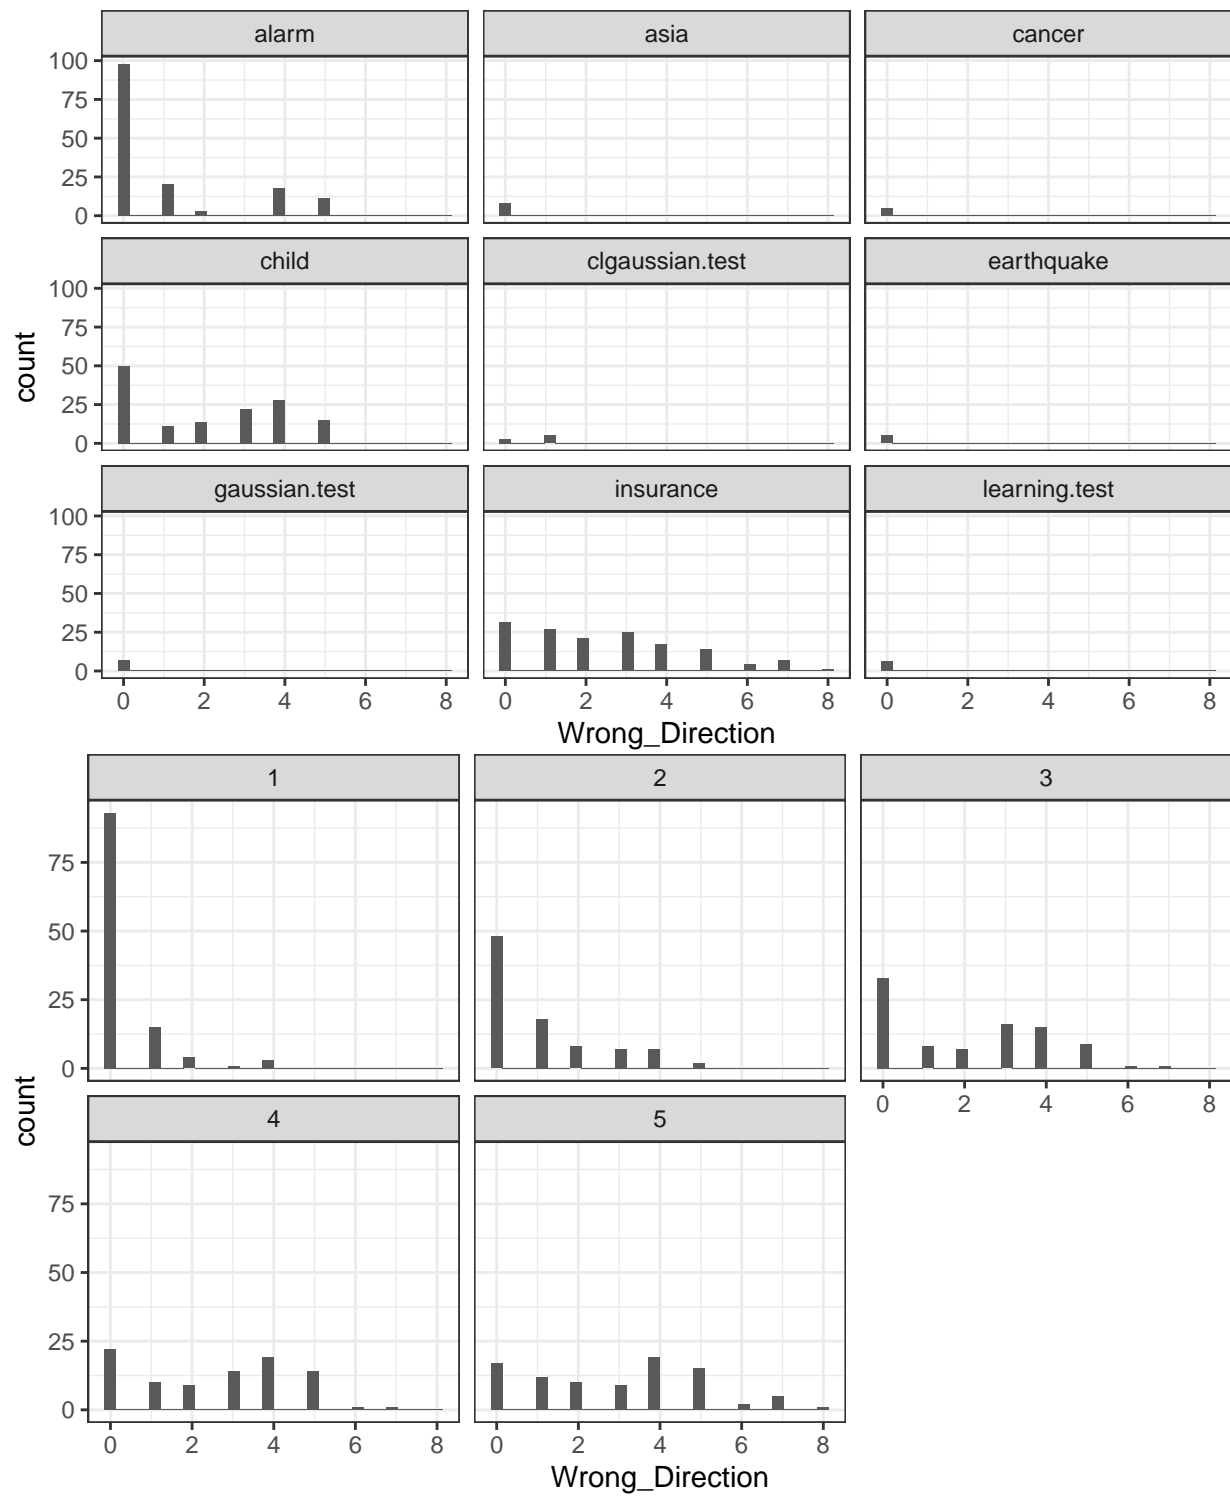 alarm asia cancer
100
75
50
25
0
child clgaussian.test earthquake
100
75
50
25
0
count
gaussian.test insurance learning.test
100
75
50
25
0
0 2 4 6 8 0 2 4 6 8 0 2 4 6 8
Wrong_Direction
1 2 3
75
50
25
0
0 2 4 6 8
count
4 5
75
50
25
0
0 2 4 6 8 0 2 4 6 8
Wrong_Direction